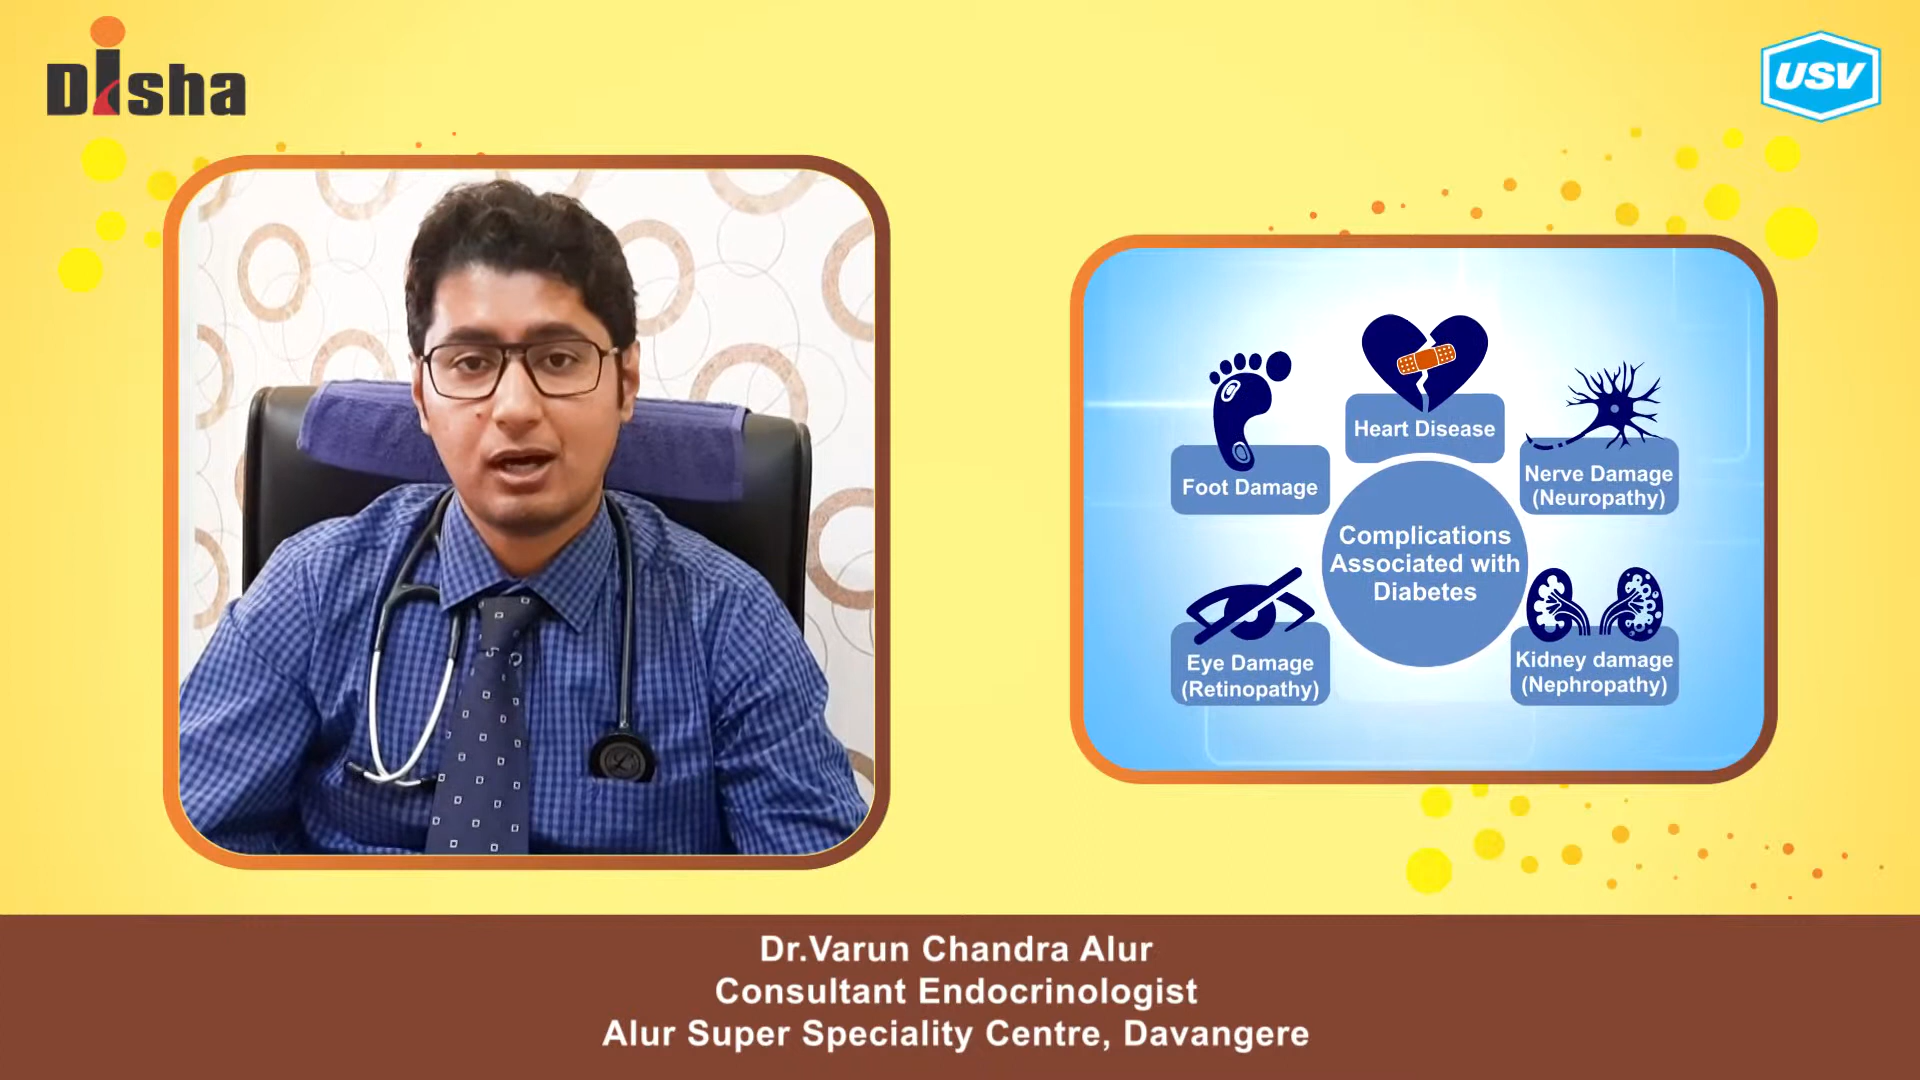 Disha
USV
Heart Disease
Foot Damage
Nerve Damage
(Neuropathy)
Complications
Associated with
Diabetes
Eye Damage
(Retinopathy)
Kidney damage
(Nephropathy)
Dr.Varun Chandra Alur
Consultant Endocrinologist
Alur Super Speciality Centre, Davangere